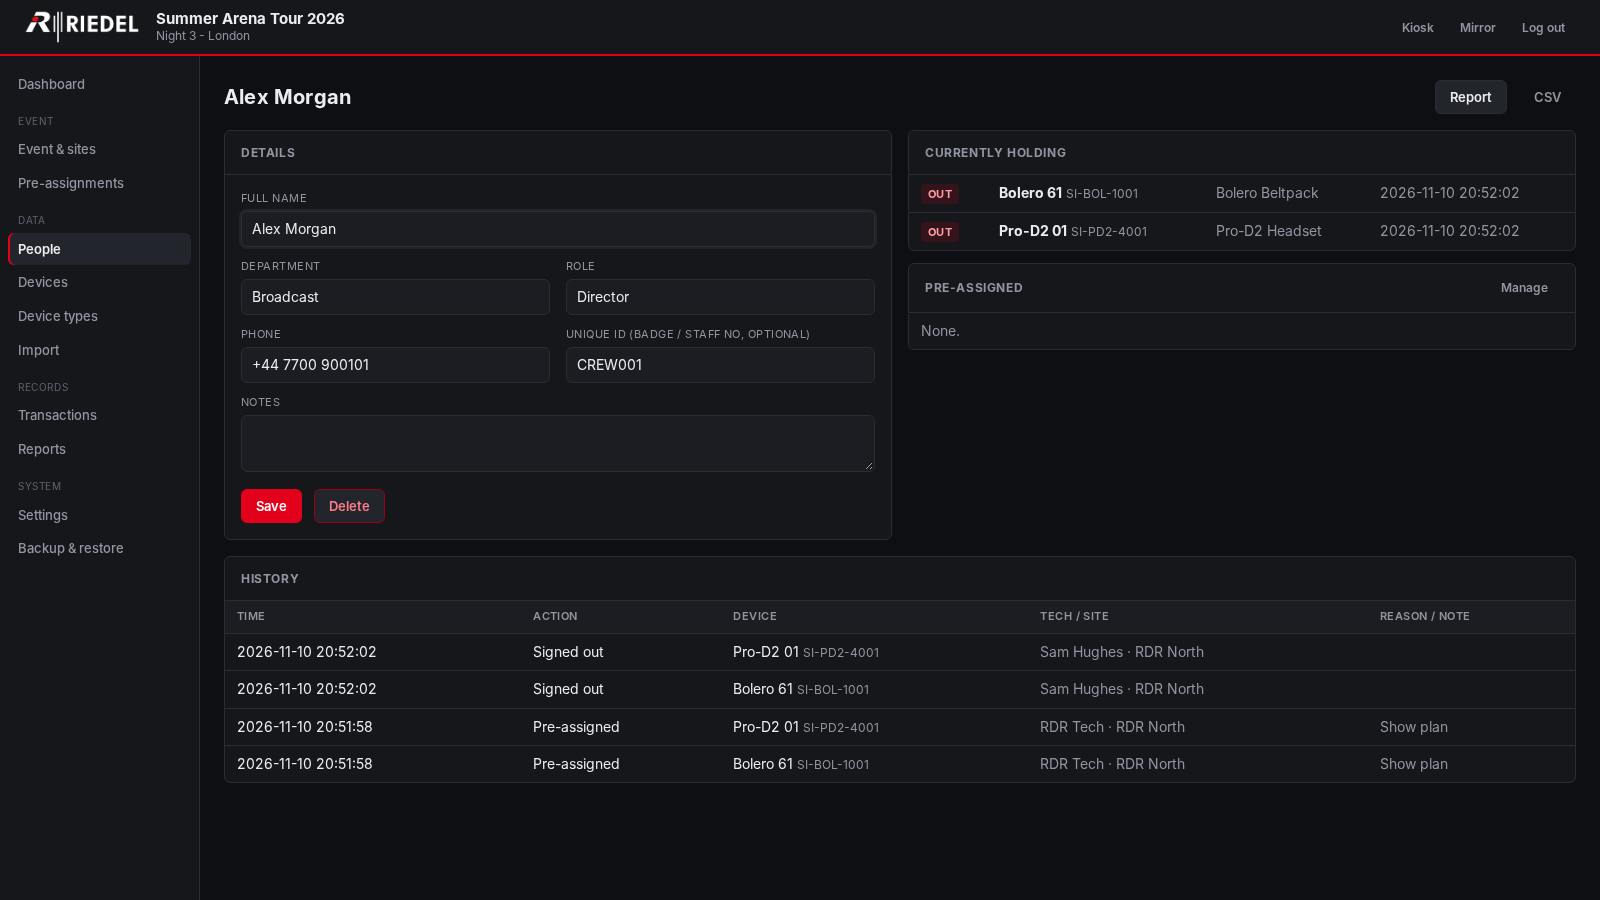 RIEDEL
Summer Arena Tour 2026
Night 3 - London
Kiosk Mirror Log out
Dashboard
EVENT
Event & sites
Pre-assignments
DATA
People
Devices
Device types
Import
RECORDS
Transactions
Reports
SYSTEM
Settings
Backup & restore
Alex Morgan
Report CSV
DETAILS
FULL NAME
Alex Morgan
DEPARTMENT ROLE
Broadcast Director
PHONE UNIQUE ID (BADGE / STAFF NO, OPTIONAL)
+44 7700 900101 CREW001
NOTES
Save Delete
CURRENTLY HOLDING
OUT Bolero 61 SI-BOL-1001 Bolero Beltpack 2026-11-10 20:52:02
OUT Pro-D2 01 SI-PD2-4001 Pro-D2 Headset 2026-11-10 20:52:02
PRE-ASSIGNED Manage
None.
HISTORY
TIME ACTION DEVICE TECH / SITE REASON / NOTE
2026-11-10 20:52:02 Signed out Pro-D2 01 SI-PD2-4001 Sam Hughes · RDR North
2026-11-10 20:52:02 Signed out Bolero 61 SI-BOL-1001 Sam Hughes · RDR North
2026-11-10 20:51:58 Pre-assigned Pro-D2 01 SI-PD2-4001 RDR Tech · RDR North Show plan
2026-11-10 20:51:58 Pre-assigned Bolero 61 SI-BOL-1001 RDR Tech · RDR North Show plan